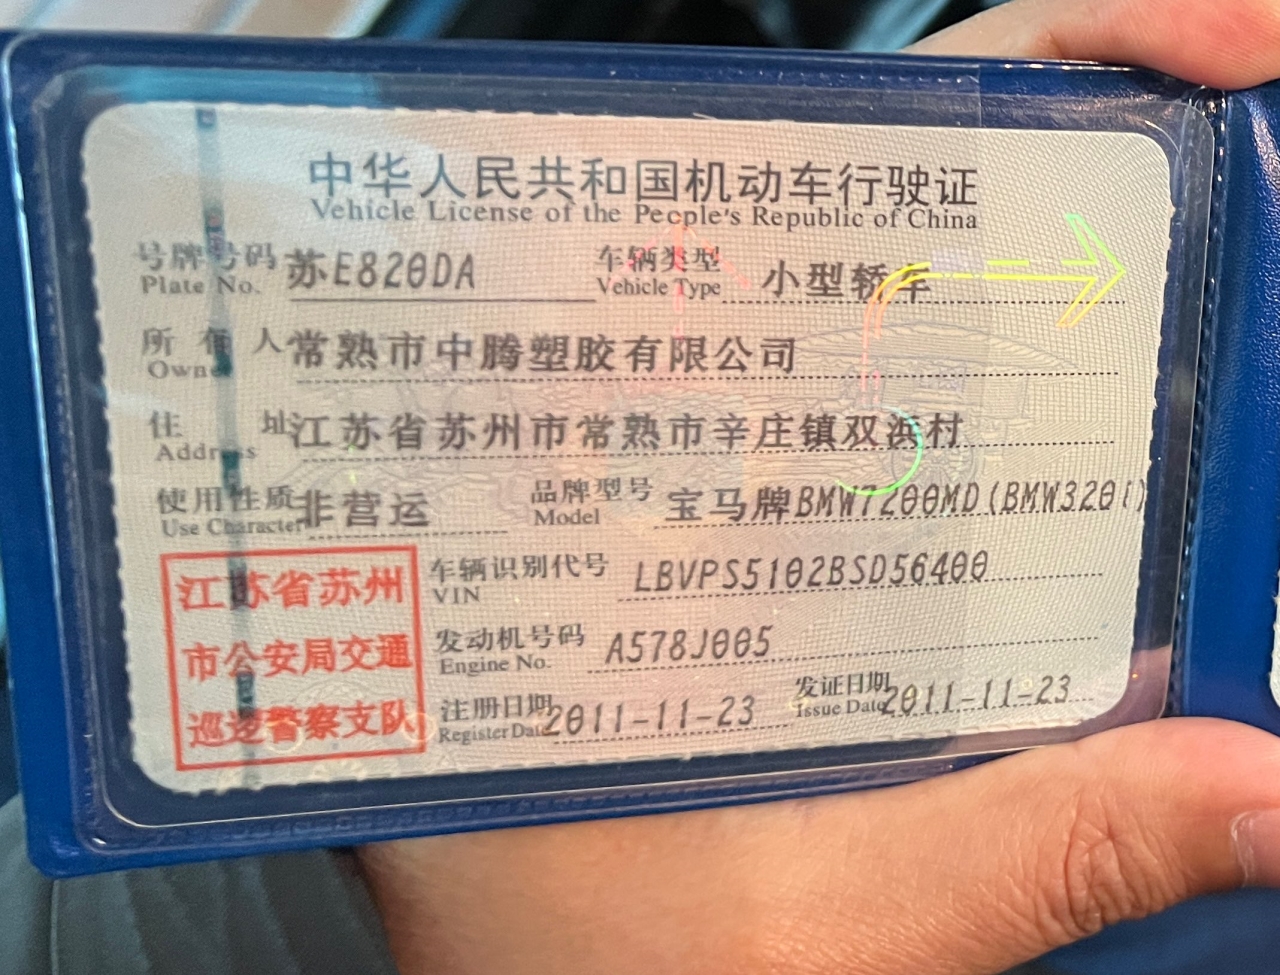 中华人民共和国机动车行驶证
Vehicle License of the People's Republic of China
号牌号码 苏E820DA 车辆类型 小型轿车
Plate No. Vehicle Type
所有人 常熟市中腾塑胶有限公司
Owner
住址 江苏省苏州市常熟市辛庄镇双浜村
Address
使用性质 非营运 品牌型号 宝马牌BMW7200MD(BMW320i)
Use Character Model
江苏省苏州
市公安局交通
巡逻警察支队
车辆识别代号 LBVPS5102BSD56400
VIN
发动机号码 A578J005
Engine No.
注册日期 2011-11-23 发证日期 2011-11-23
Register Date Issue Date